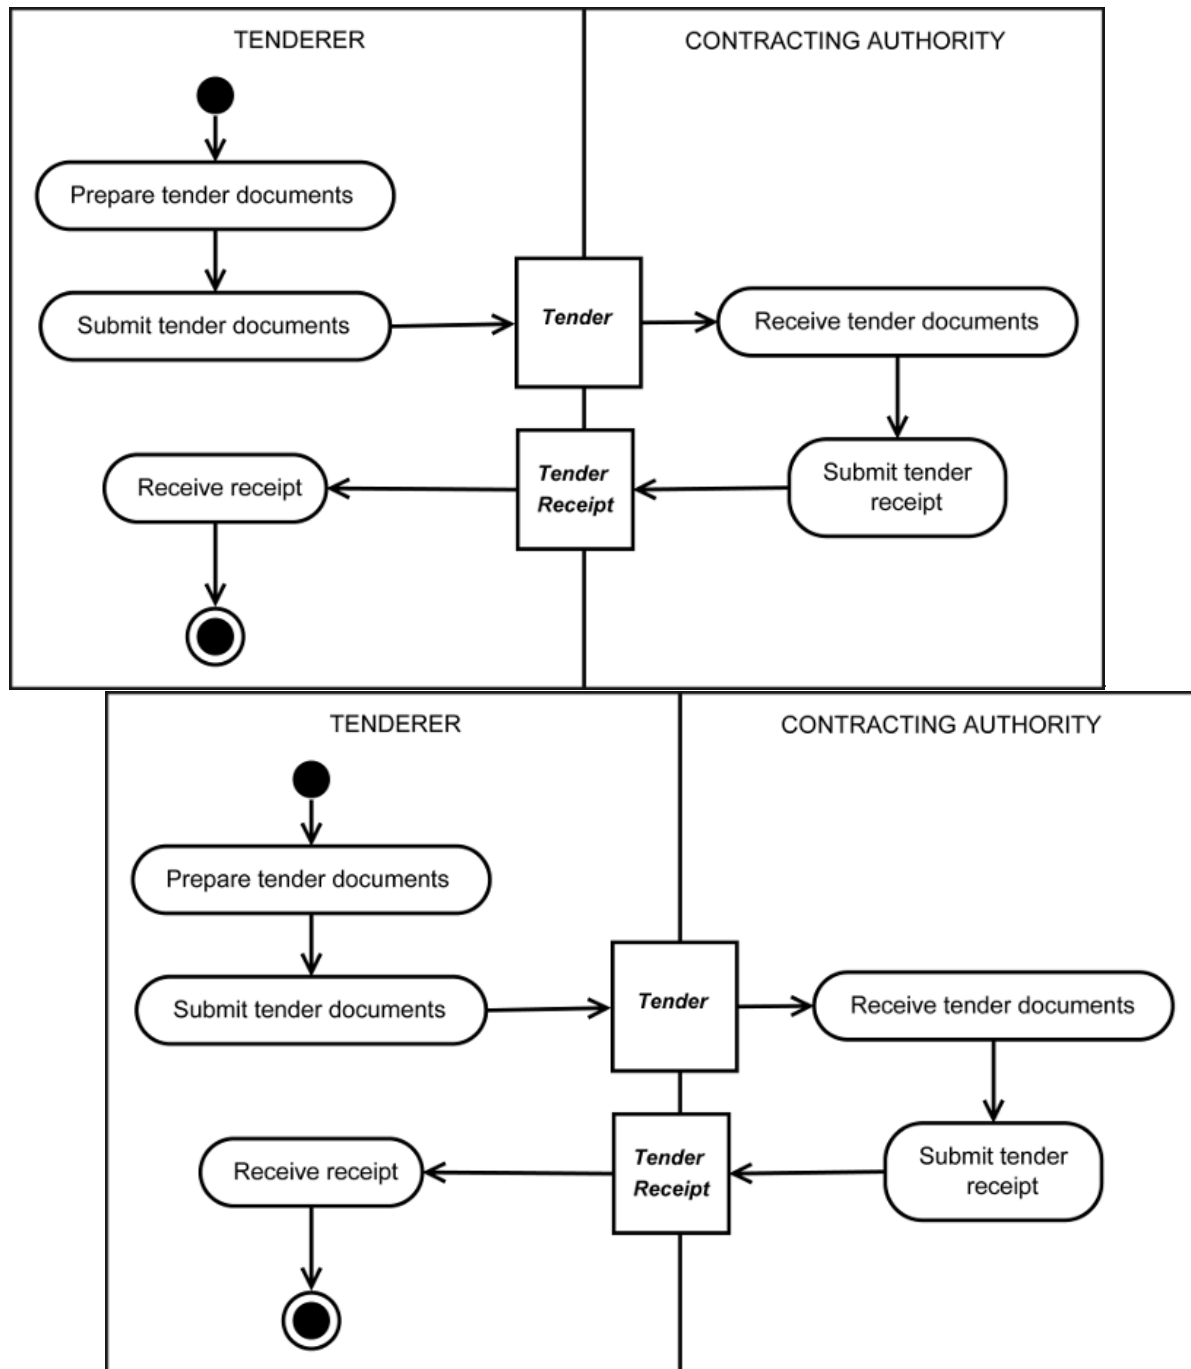 TENDERER
CONTRACTING AUTHORITY
Prepare tender documents
Submit tender documents
Tender
Receive tender documents
Receive receipt
Tender
Receipt
Submit tender
receipt
TENDERER
CONTRACTING AUTHORITY
Prepare tender documents
Submit tender documents
Tender
Receive tender documents
Receive receipt
Tender
Receipt
Submit tender
receipt